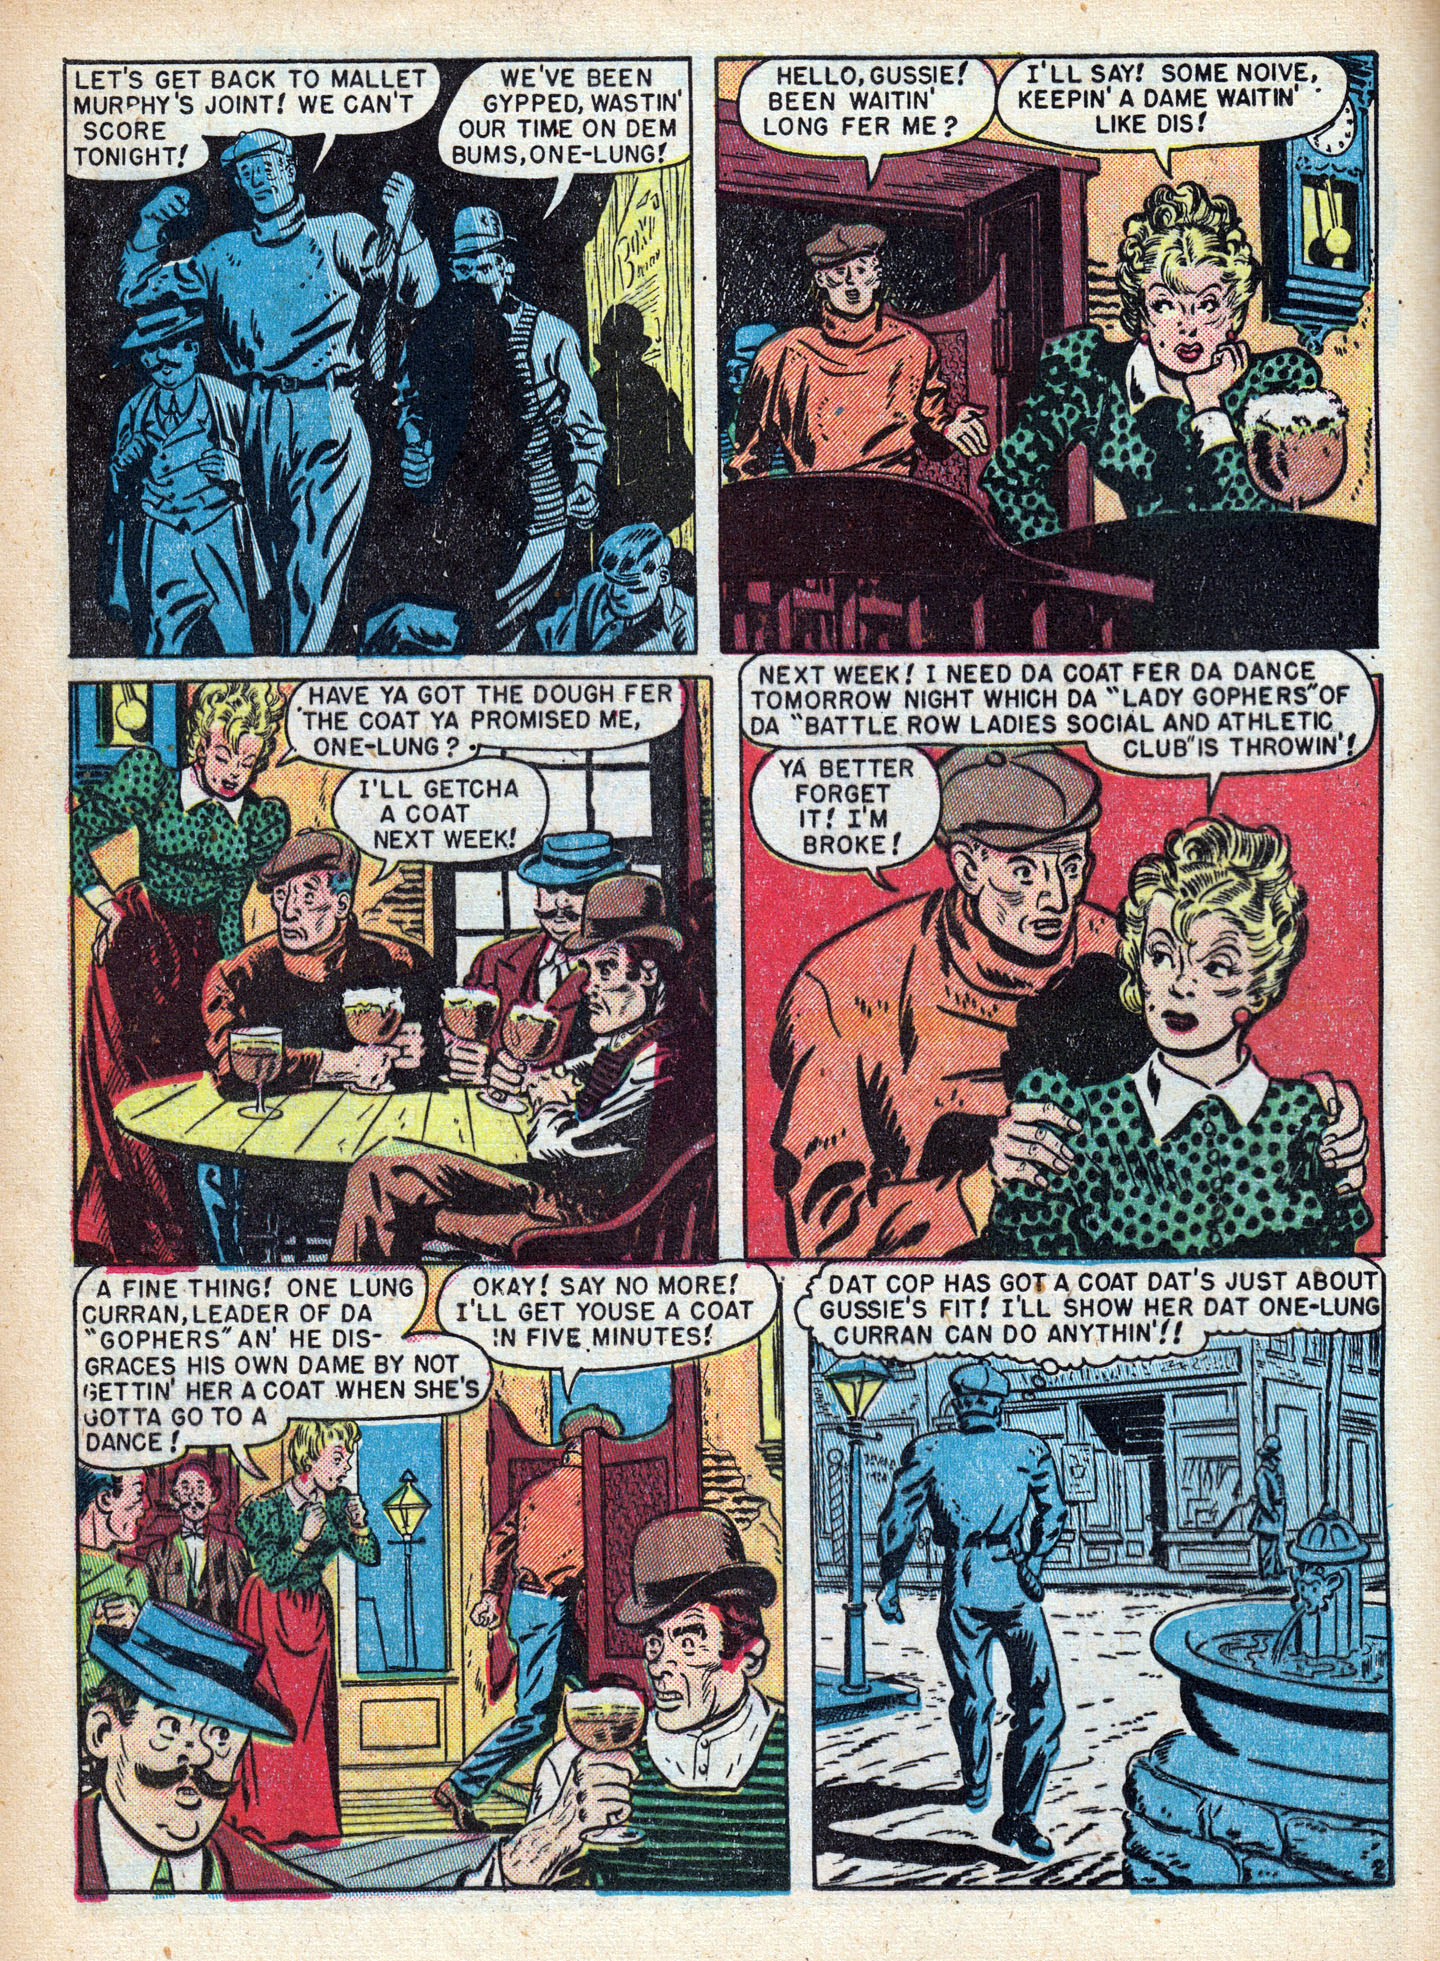 LET'S GET BACK TO MALLET
MURPHY'S JOINT! WE CAN'T
SCORE
TONIGHT!
WE'VE BEEN
GYPPED, WASTIN'
OUR TIME ON DEM
BUMS, ONE-LUNG!
HELLO, GUSSIE!
BEEN WAITIN'
LONG FER ME?
I'LL SAY! SOME NOIVE,
KEEPIN' A DAME WAITIN'
LIKE DIS!
HAVE YA GOT THE DOUGH FER
THE COAT YA PROMISED ME,
ONE-LUNG?
I'LL GETCHA
A COAT
NEXT WEEK!
NEXT WEEK! I NEED DA COAT FER DA DANCE
TOMORROW NIGHT WHICH DA "LADY GOPHERS" OF
DA "BATTLE ROW LADIES SOCIAL AND ATHLETIC
CLUB" IS THROWIN'!
YA BETTER
FORGET
IT! I'M
BROKE!
A FINE THING! ONE LUNG
CURRAN, LEADER OF DA
"GOPHERS" AN' HE DIS-
GRACES HIS OWN DAME BY NOT
GETTIN' HER A COAT WHEN SHE'S
GOTTA GO TO A
DANCE!
OKAY! SAY NO MORE!
I'LL GET YOUSE A COAT
IN FIVE MINUTES!
DAT COP HAS GOT A COAT DAT'S JUST ABOUT
GUSSIE'S FIT! I'LL SHOW HER DAT ONE-LUNG
CURRAN CAN DO ANYTHIN'!!
2